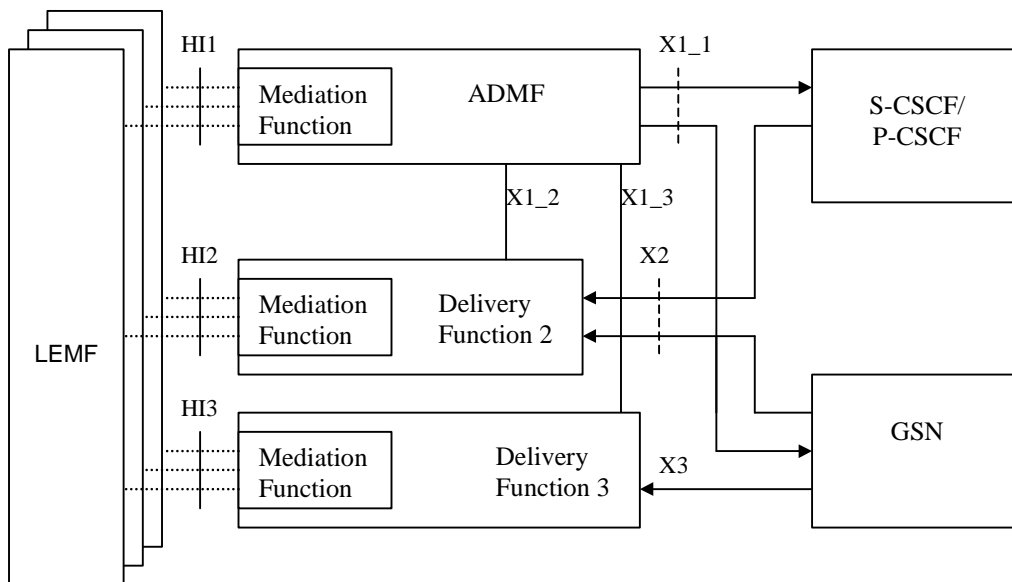 HI1
X1_1
Mediation
Function
ADMF
S-CSCF/
P-CSCF
X1_2
X1_3
HI2
X2
Mediation
Function
Delivery
Function 2
LEMF
HI3
GSN
Mediation
Function
Delivery
Function 3
X3